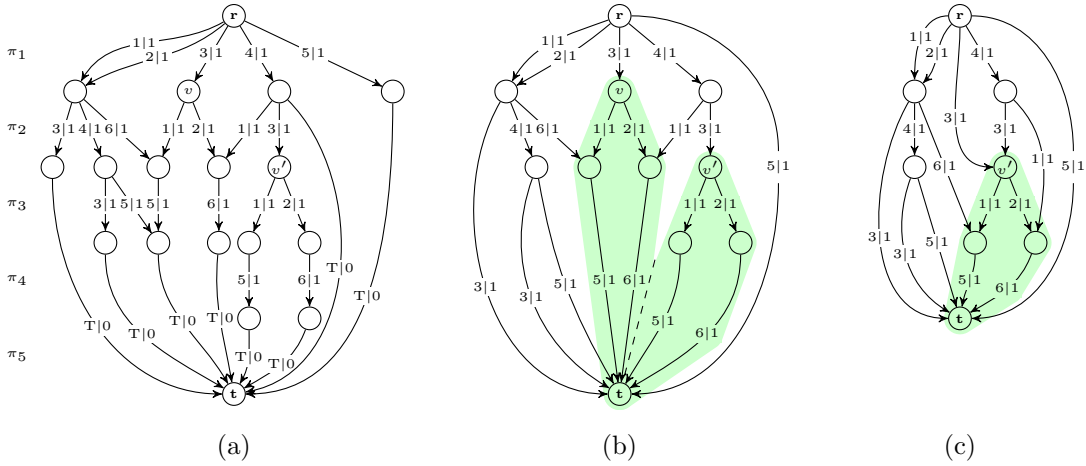 r r r
π1 1|1 2|1 3|1 4|1 5|1 1|1 2|1 3|1 4|1 1|1 2|1 4|1
v v
π2 3|1 4|1 6|1 1|1 2|1 1|1 3|1 4|1 6|1 1|1 2|1 1|1 3|1 4|1 3|1 3|1
v' v' 5|1 6|1 v' 1|1 5|1
π3 3|1 5|1 5|1 6|1 1|1 2|1 1|1 2|1 1|1 2|1
3|1 3|1 5|1
π4 T|0 5|1 6|1 3|1 3|1 5|1 5|1 6|1 5|1 6|1
T|0 T|0 T|0 T|0 T|0 5|1 6|1 t
π5 T|0 T|0
t t
(a) (b) (c)